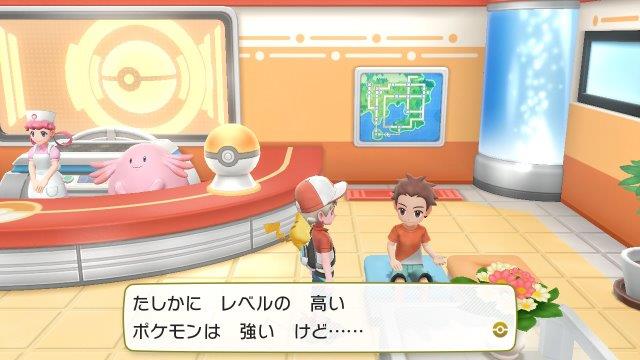 たしかに　レベルの　高い
ポケモンは　強い　けど……